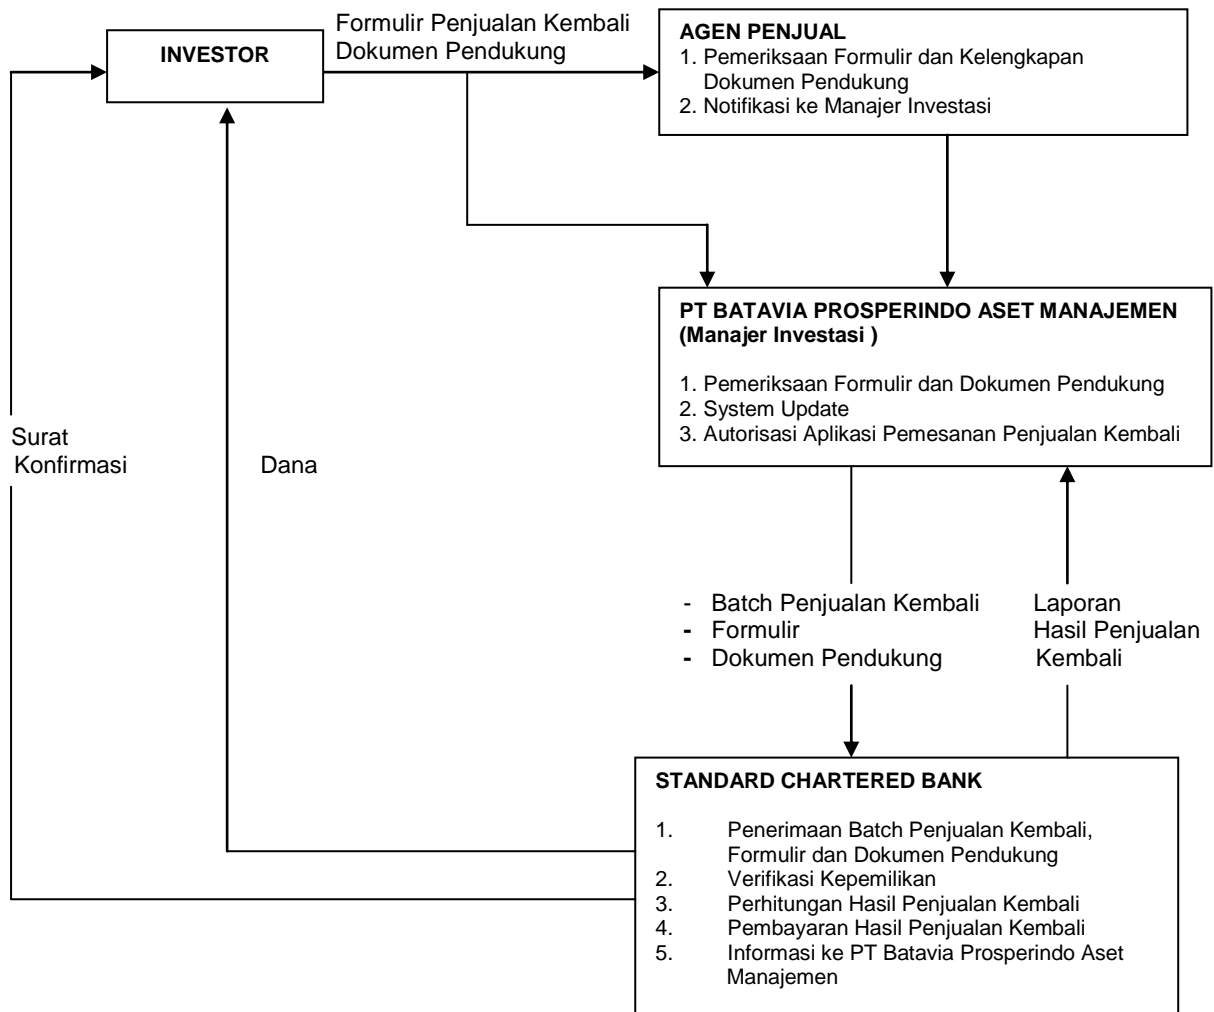 Formulir Penjualan Kembali
Dokumen Pendukung
INVESTOR
AGEN PENJUAL
1. Pemeriksaan Formulir dan Kelengkapan
Dokumen Pendukung
2. Notifikasi ke Manajer Investasi
PT BATAVIA PROSPERINDO ASET MANAJEMEN
(Manajer Investasi )
1. Pemeriksaan Formulir dan Dokumen Pendukung
2. System Update
3. Autorisasi Aplikasi Pemesanan Penjualan Kembali
Surat
Konfirmasi
Dana
- Batch Penjualan Kembali
- Formulir
- Dokumen Pendukung
Laporan
Hasil Penjualan
Kembali
STANDARD CHARTERED BANK
1. Penerimaan Batch Penjualan Kembali,
Formulir dan Dokumen Pendukung
2. Verifikasi Kepemilikan
3. Perhitungan Hasil Penjualan Kembali
4. Pembayaran Hasil Penjualan Kembali
5. Informasi ke PT Batavia Prosperindo Aset
Manajemen